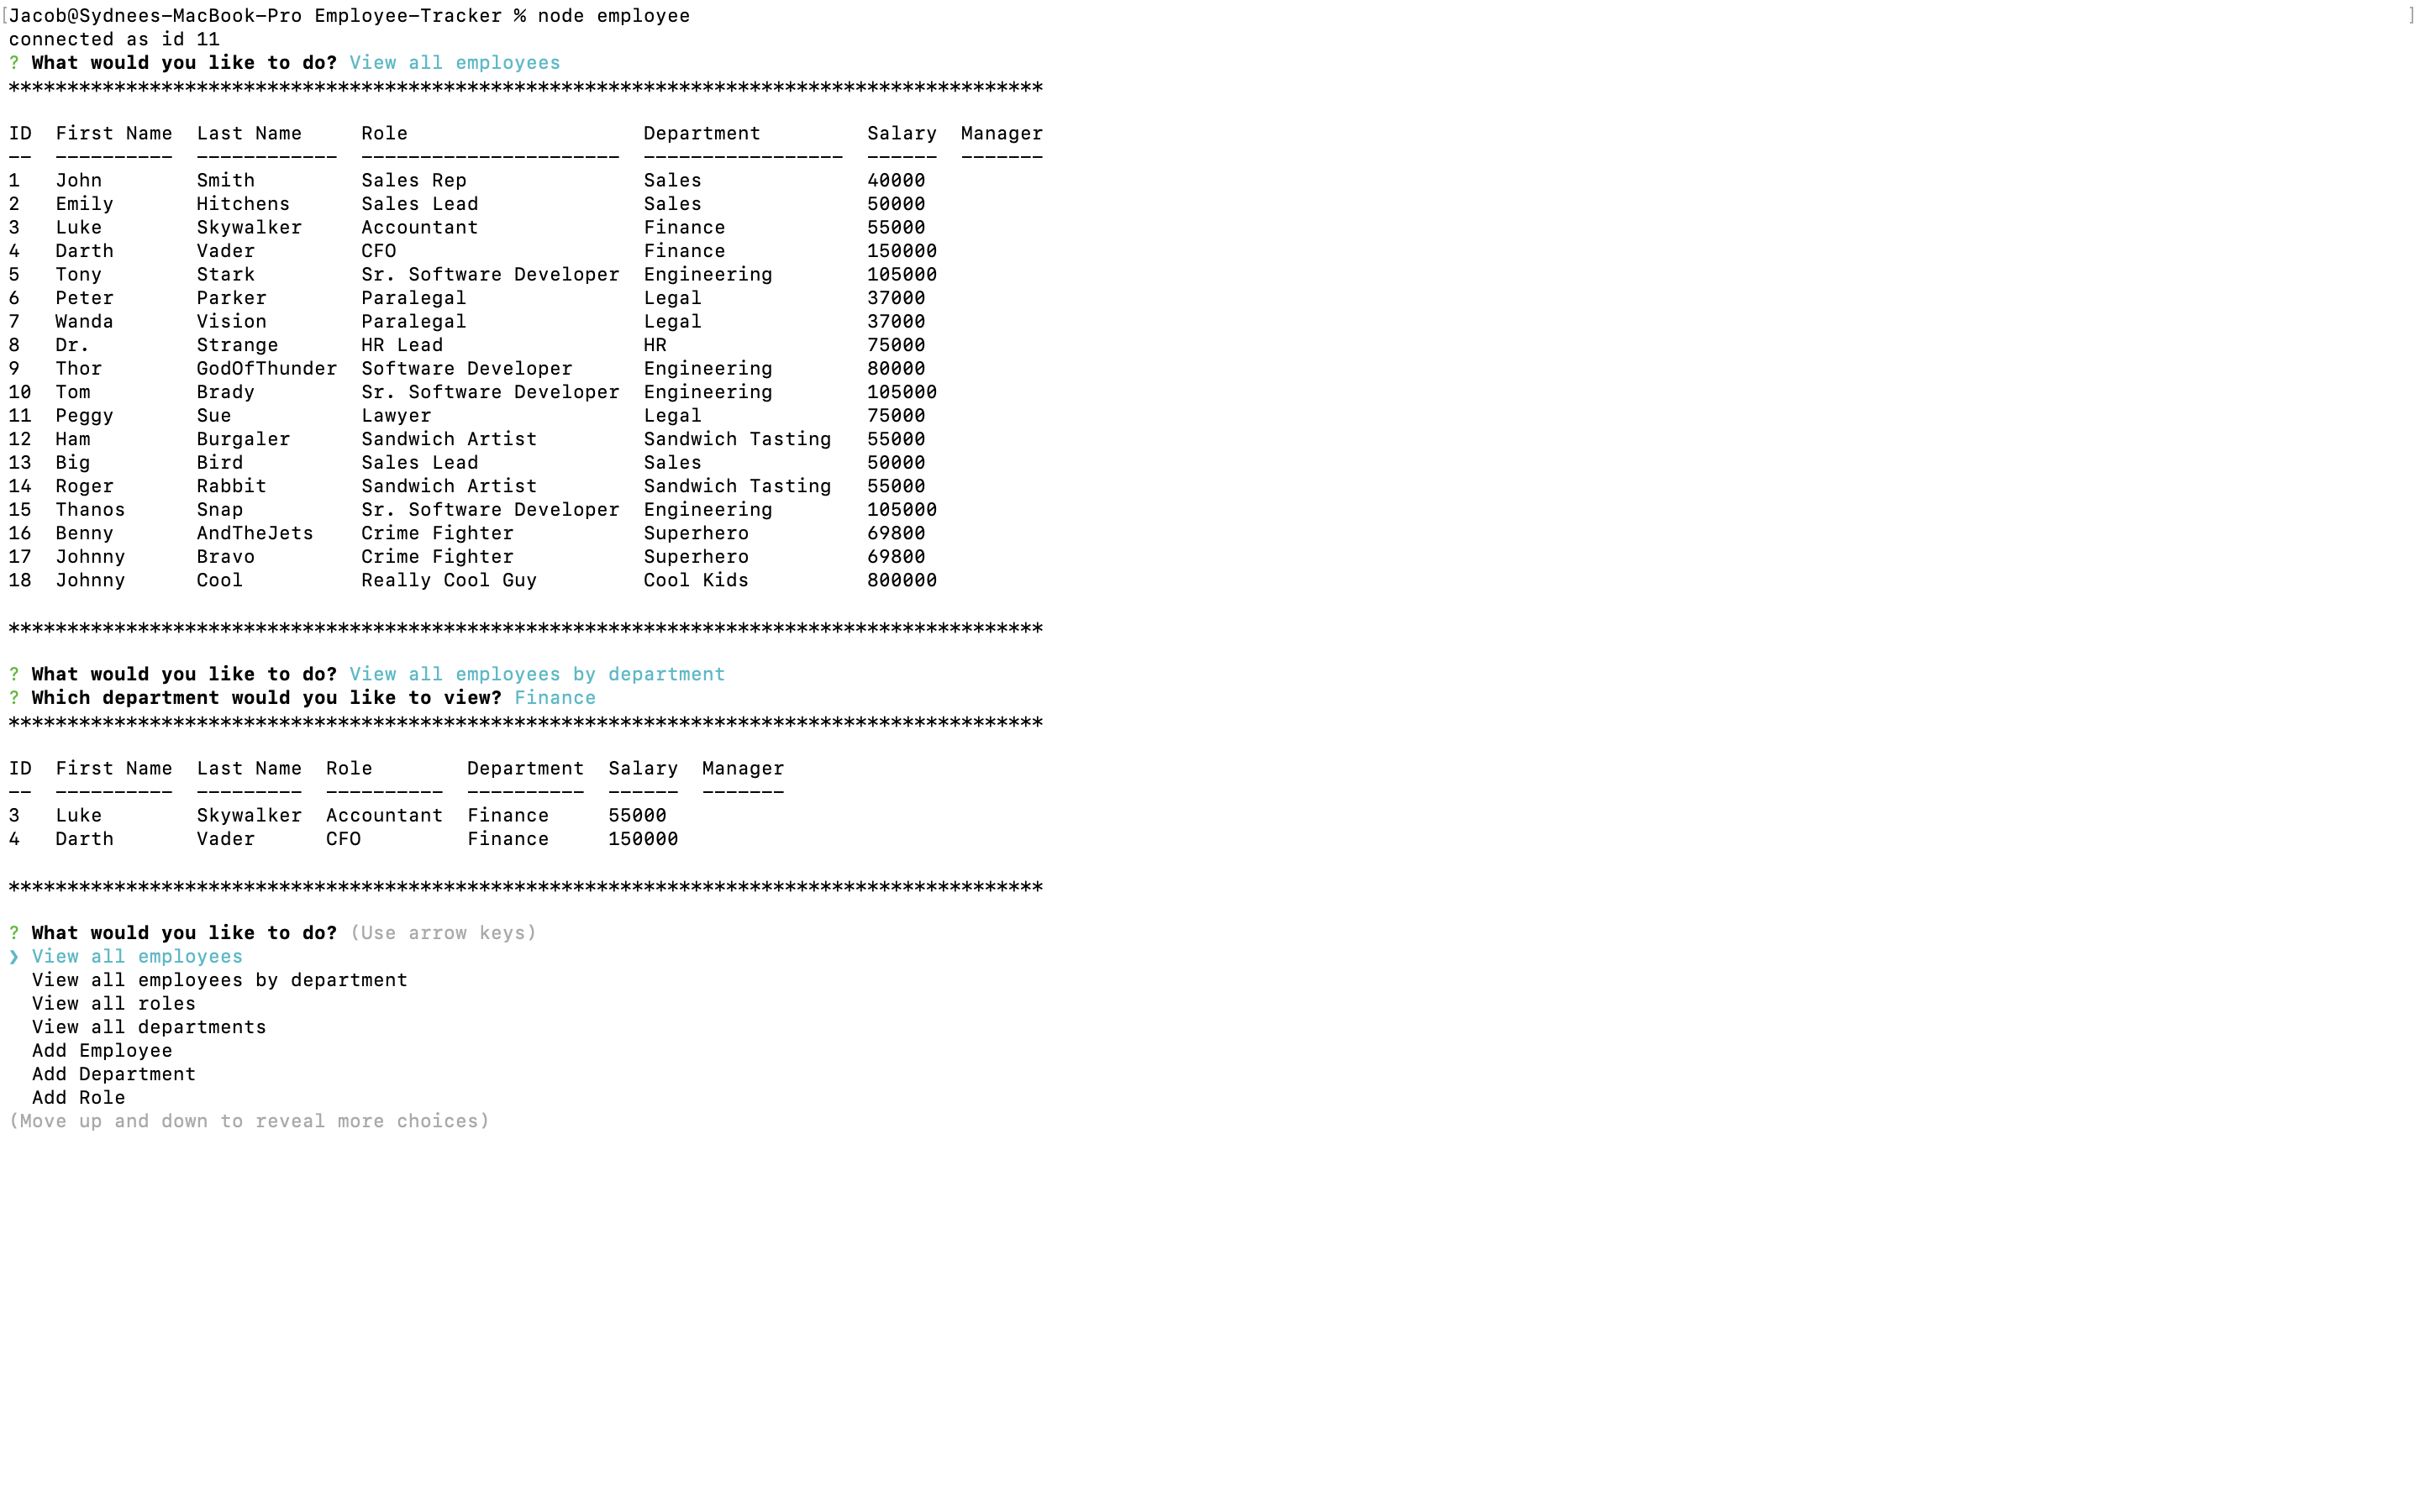 [Jacob@Sydnees-MacBook-Pro Employee-Tracker % node employee ]
connected as id 11
? What would you like to do? View all employees
****************************************************************************************
ID  First Name  Last Name     Role                    Department         Salary  Manager
--  ----------  ------------  ----------------------  -----------------  ------  -------
1   John        Smith         Sales Rep               Sales              40000
2   Emily       Hitchens      Sales Lead              Sales              50000
3   Luke        Skywalker     Accountant              Finance            55000
4   Darth       Vader         CFO                     Finance            150000
5   Tony        Stark         Sr. Software Developer  Engineering        105000
6   Peter       Parker        Paralegal               Legal              37000
7   Wanda       Vision        Paralegal               Legal              37000
8   Dr.         Strange       HR Lead                 HR                 75000
9   Thor        GodOfThunder  Software Developer      Engineering        80000
10  Tom         Brady         Sr. Software Developer  Engineering        105000
11  Peggy       Sue           Lawyer                  Legal              75000
12  Ham         Burgaler      Sandwich Artist         Sandwich Tasting   55000
13  Big         Bird          Sales Lead              Sales              50000
14  Roger       Rabbit        Sandwich Artist         Sandwich Tasting   55000
15  Thanos      Snap          Sr. Software Developer  Engineering        105000
16  Benny       AndTheJets    Crime Fighter           Superhero          69800
17  Johnny      Bravo         Crime Fighter           Superhero          69800
18  Johnny      Cool          Really Cool Guy         Cool Kids          800000
****************************************************************************************
? What would you like to do? View all employees by department
? Which department would you like to view? Finance
****************************************************************************************
ID  First Name  Last Name  Role        Department  Salary  Manager
--  ----------  ---------  ----------  ----------  ------  -------
3   Luke        Skywalker  Accountant  Finance     55000
4   Darth       Vader      CFO         Finance     150000
****************************************************************************************
? What would you like to do? (Use arrow keys)
❯ View all employees
  View all employees by department
  View all roles
  View all departments
  Add Employee
  Add Department
  Add Role
(Move up and down to reveal more choices)